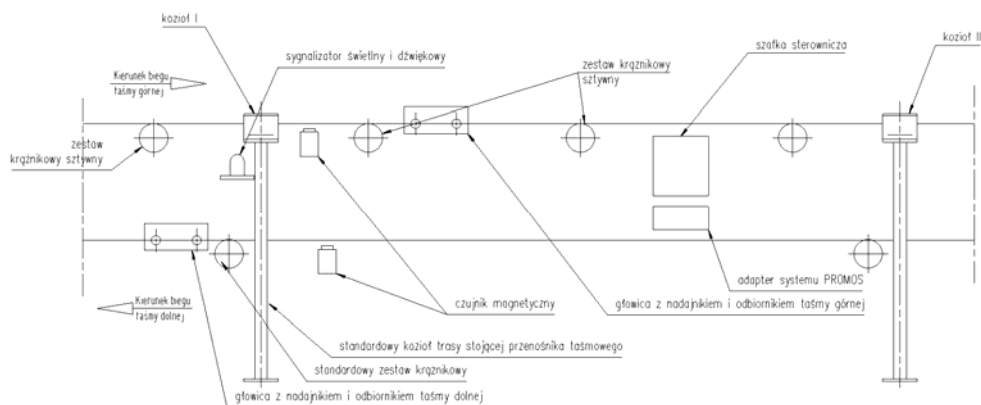 kozioł I
sygnalizator świetlny i dźwiękowy
zestaw krążnikowy
sztywny
szafka sterownicza
kozioł II
Kierunek biegu
taśmy górnej
zestaw
krążnikowy sztywny
Kierunek biegu
taśmy dolnej
adapter systemu PROMOS
czujnik magnetyczny
głowica z nadajnikiem i odbiornikiem taśmy górnej
standardowy kozioł trasy stojącej przenośnika taśmowego
standardowy zestaw krążnikowy
głowica z nadajnikiem i odbiornikiem taśmy dolnej